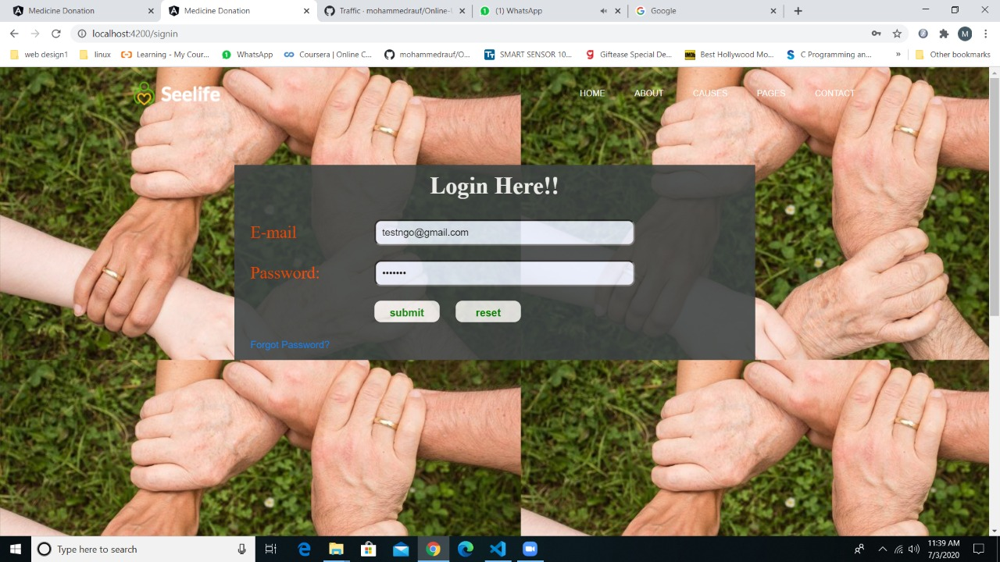 Medicine Donation
Medicine Donation
Traffic · mohammedrauf/Online-
(1) WhatsApp
Google
localhost:4200/signin
M
web design1
linux
Learning - My Cour...
WhatsApp
Coursera | Online C...
mohammedrauf/O...
SMART SENSOR 10...
Giftease Special De...
Best Hollywood Mo...
C Programming an...
»
Other bookmarks
Seelife
HOME
ABOUT
CAUSES
PAGES
CONTACT
Login Here!!
E-mail
testngo@gmail.com
Password:
•••••••
submit
reset
Forgot Password?
Type here to search
11:39 AM
7/3/2020